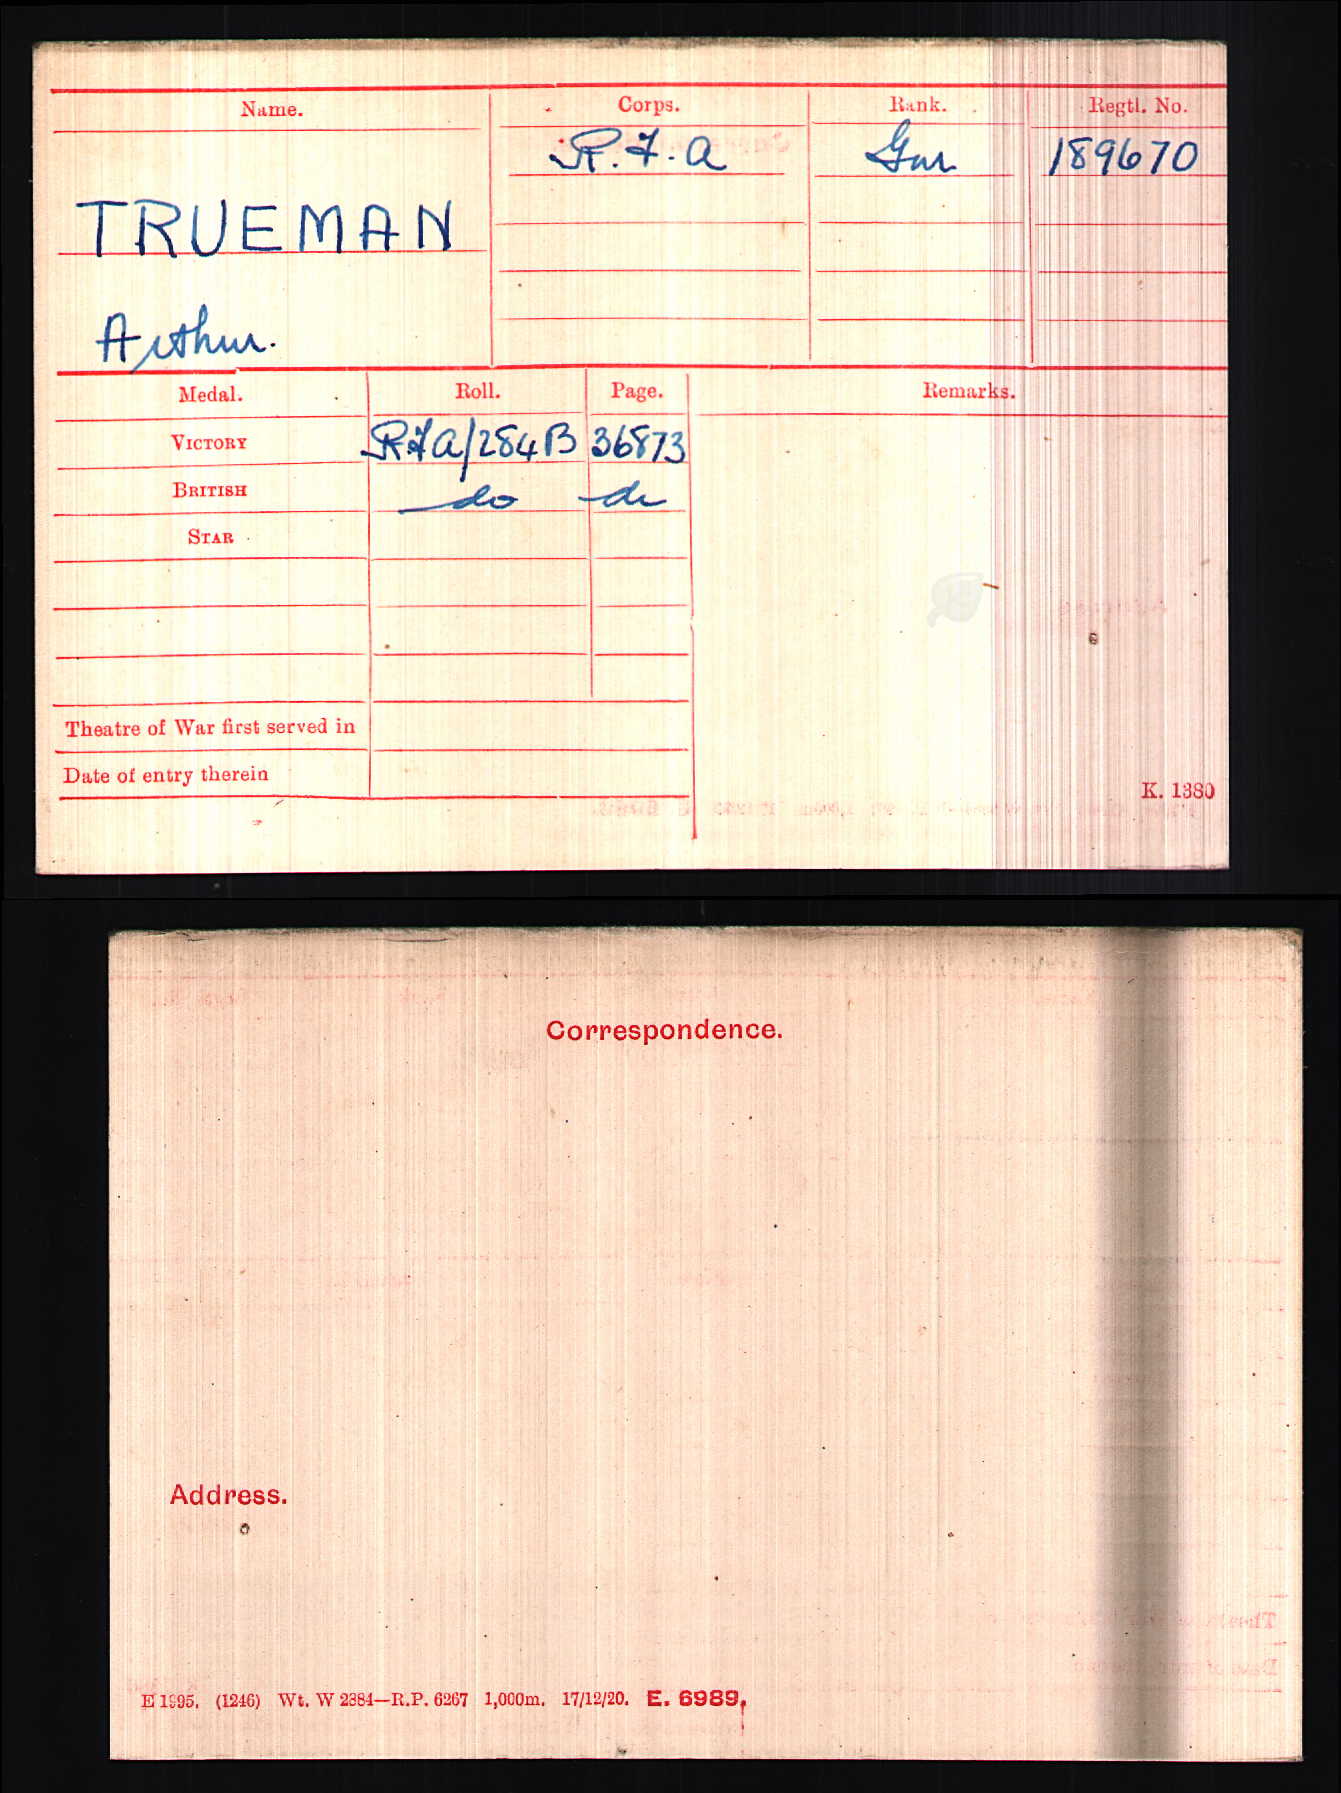 Name. Corps. Rank. Regtl. No.
R.F.A Gnr 189670
TRUEMAN
Arthur.
Medal. Roll. Page. Remarks.
VICTORY RFA/284B 36873
BRITISH do do
STAR
Theatre of War first served in
Date of entry therein
K. 1380
Correspondence.
Address.
E 1995. (1246) Wt. W 2384—R.P. 6267 1,000m. 17/12/20. E. 6989.